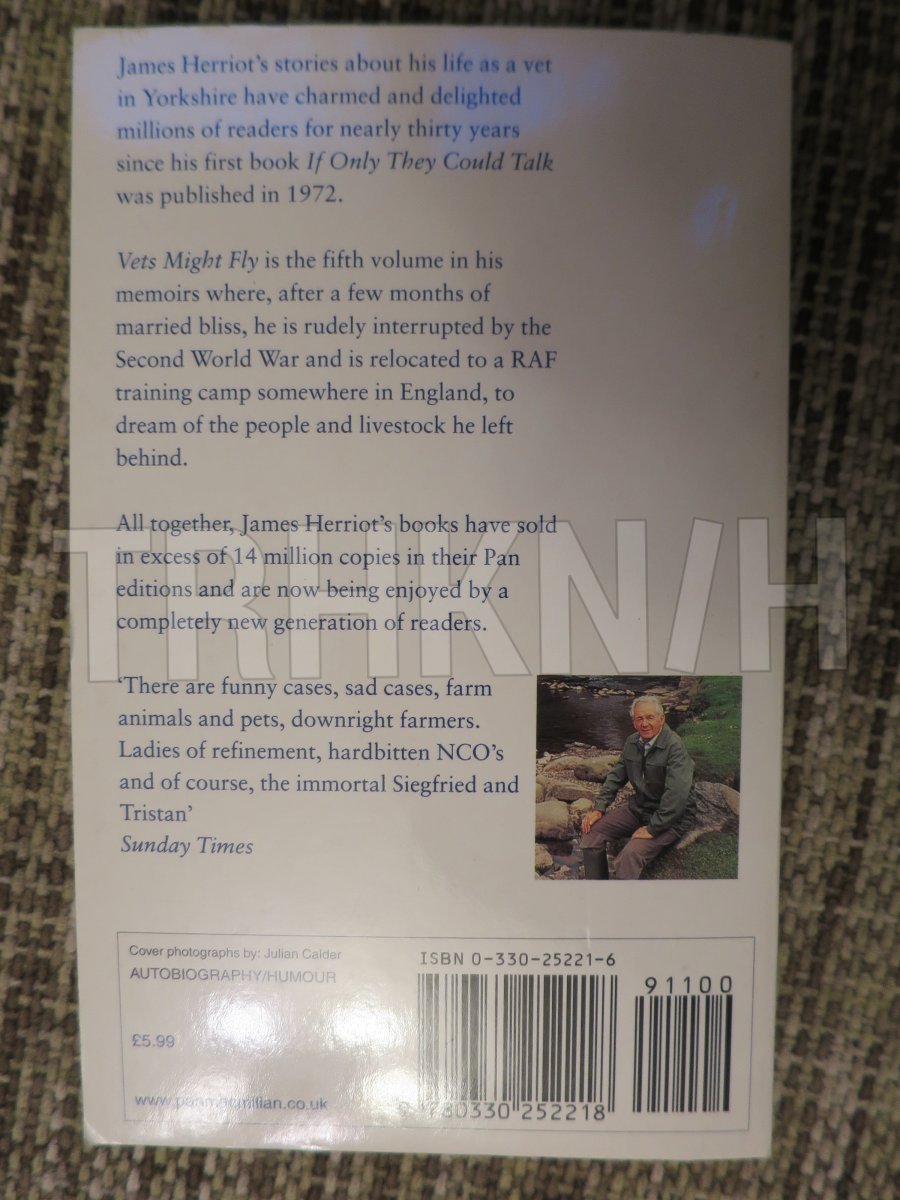 James Herriot's stories about his life as a vet
in Yorkshire have charmed and delighted
millions of readers for nearly thirty years
since his first book If Only They Could Talk
was published in 1972.
Vets Might Fly is the fifth volume in his
memoirs where, after a few months of
married bliss, he is rudely interrupted by the
Second World War and is relocated to a RAF
training camp somewhere in England, to
dream of the people and livestock he left
behind.
All together, James Herriot's books have sold
in excess of 14 million copies in their Pan
editions and are now being enjoyed by a
completely new generation of readers.
TRHKN/H
'There are funny cases, sad cases, farm
animals and pets, downright farmers.
Ladies of refinement, hardbitten NCO's
and of course, the immortal Siegfried and
Tristan'
Sunday Times
Cover photographs by: Julian Calder
AUTOBIOGRAPHY/HUMOUR
£5.99
www.panmacmillan.co.uk
ISBN 0-330-25221-6
91100
9 780330 252218